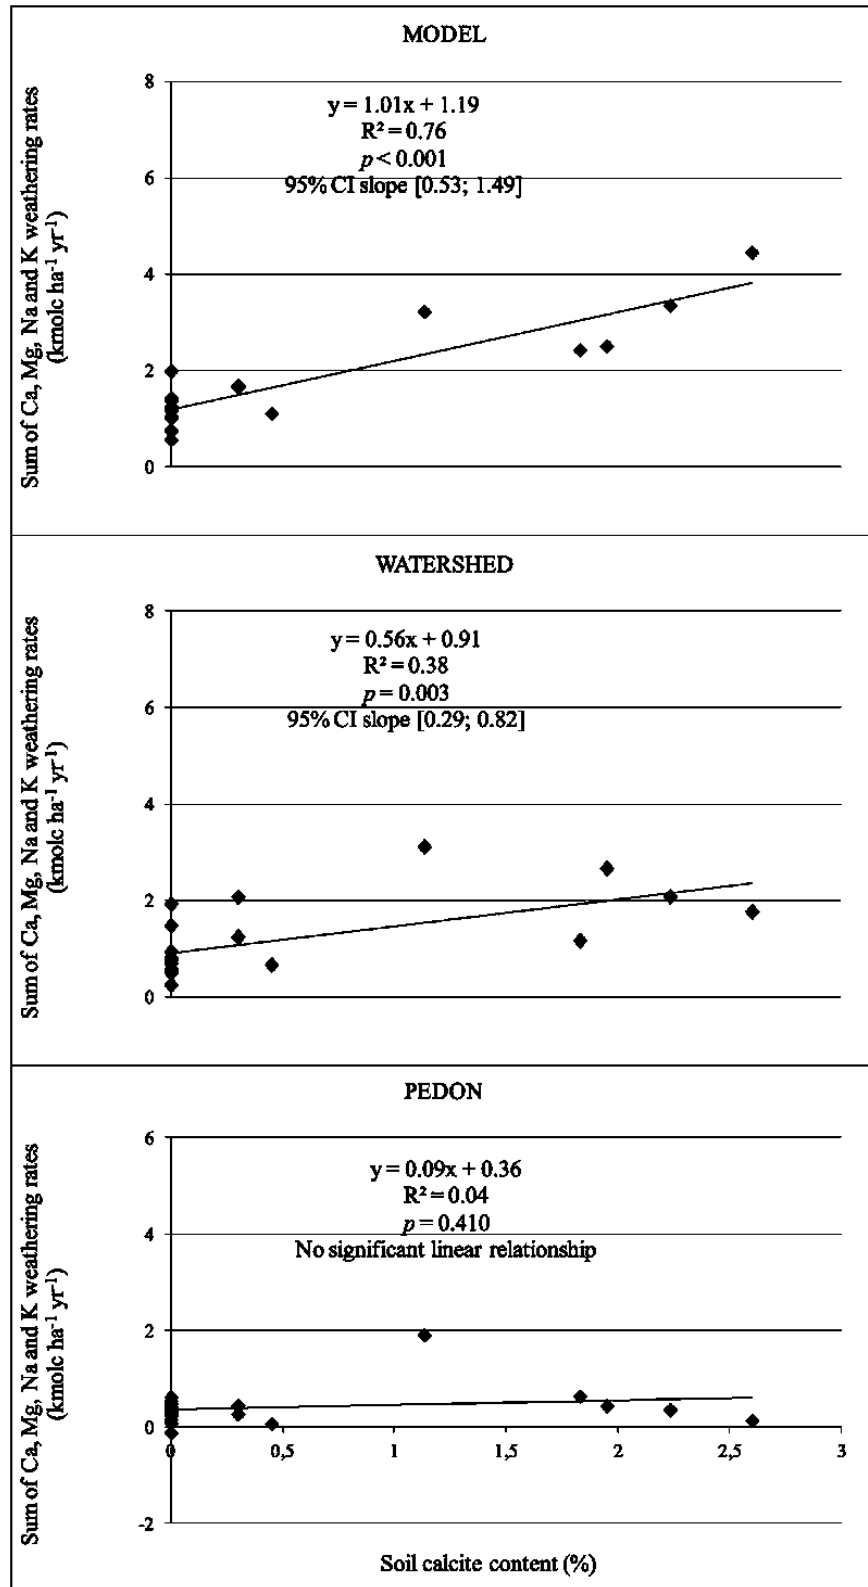 MODEL
Sum of Ca, Mg, Na and K weathering rates
(kmolc ha⁻¹ yr⁻¹)
8
6
4
2
0
y = 1.01x + 1.19
R² = 0.76
p < 0.001
95% CI slope [0.53; 1.49]
WATERSHED
Sum of Ca, Mg, Na and K weathering rates
(kmolc ha⁻¹ yr⁻¹)
8
6
4
2
0
y = 0.56x + 0.91
R² = 0.38
p = 0.003
95% CI slope [0.29; 0.82]
PEDON
Sum of Ca, Mg, Na and K weathering rates
(kmolc ha⁻¹ yr⁻¹)
6
4
2
0
-2
y = 0.09x + 0.36
R² = 0.04
p = 0.410
No significant linear relationship
0 0,5 1 1,5 2 2,5 3
Soil calcite content (%)